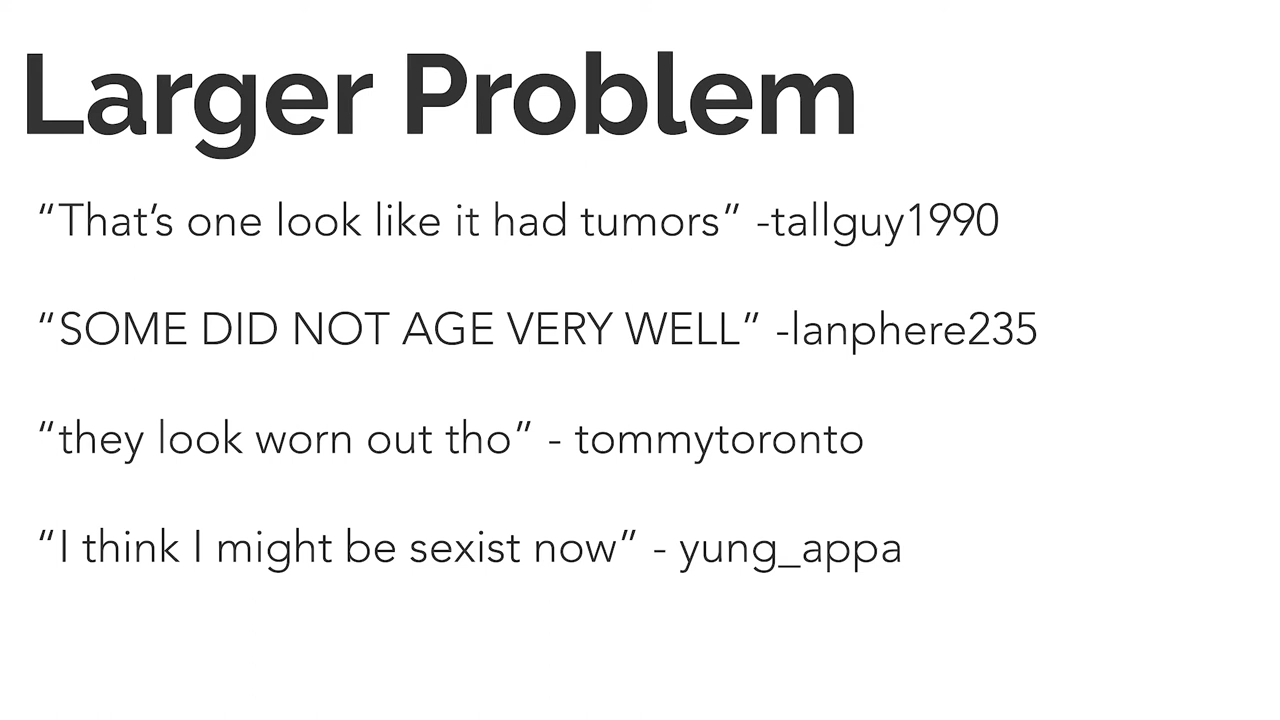 Larger Problem
“That’s one look like it had tumors” -tallguy1990
“SOME DID NOT AGE VERY WELL” -lanphere235
“they look worn out tho” - tommytoronto
“I think I might be sexist now” - yung_appa